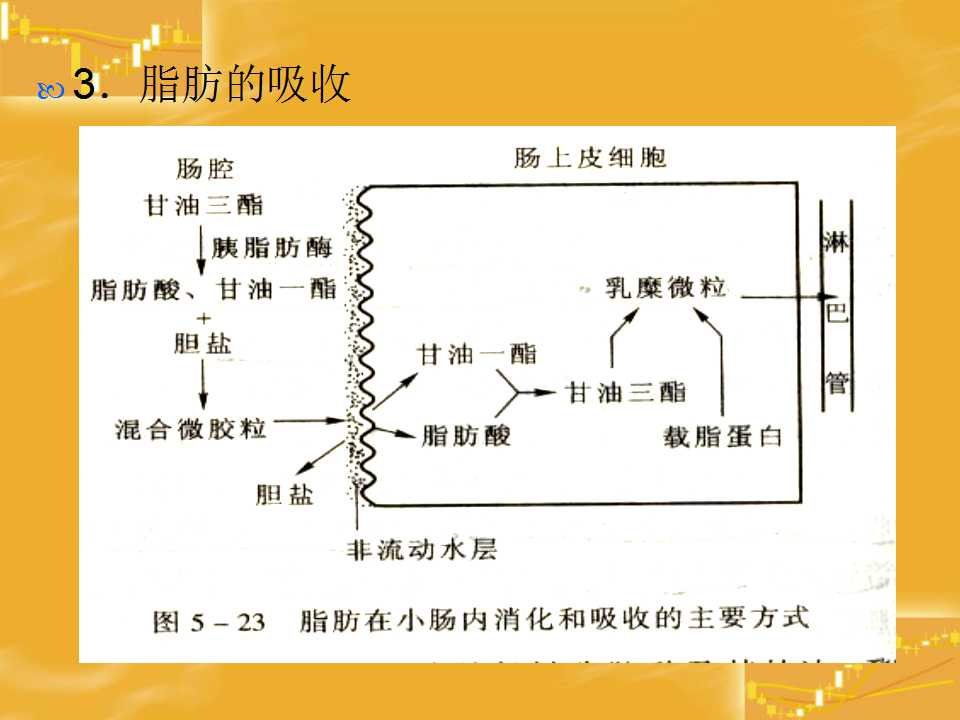 3．脂肪的吸收
肠腔
肠上皮细胞
甘油三酯
胰脂肪酶
脂肪酸、甘油一酯
+
胆盐
混合微胶粒
胆盐
非流动水层
甘油一酯
脂肪酸
甘油三酯
乳糜微粒
载脂蛋白
淋巴管
图 5－23 脂肪在小肠内消化和吸收的主要方式